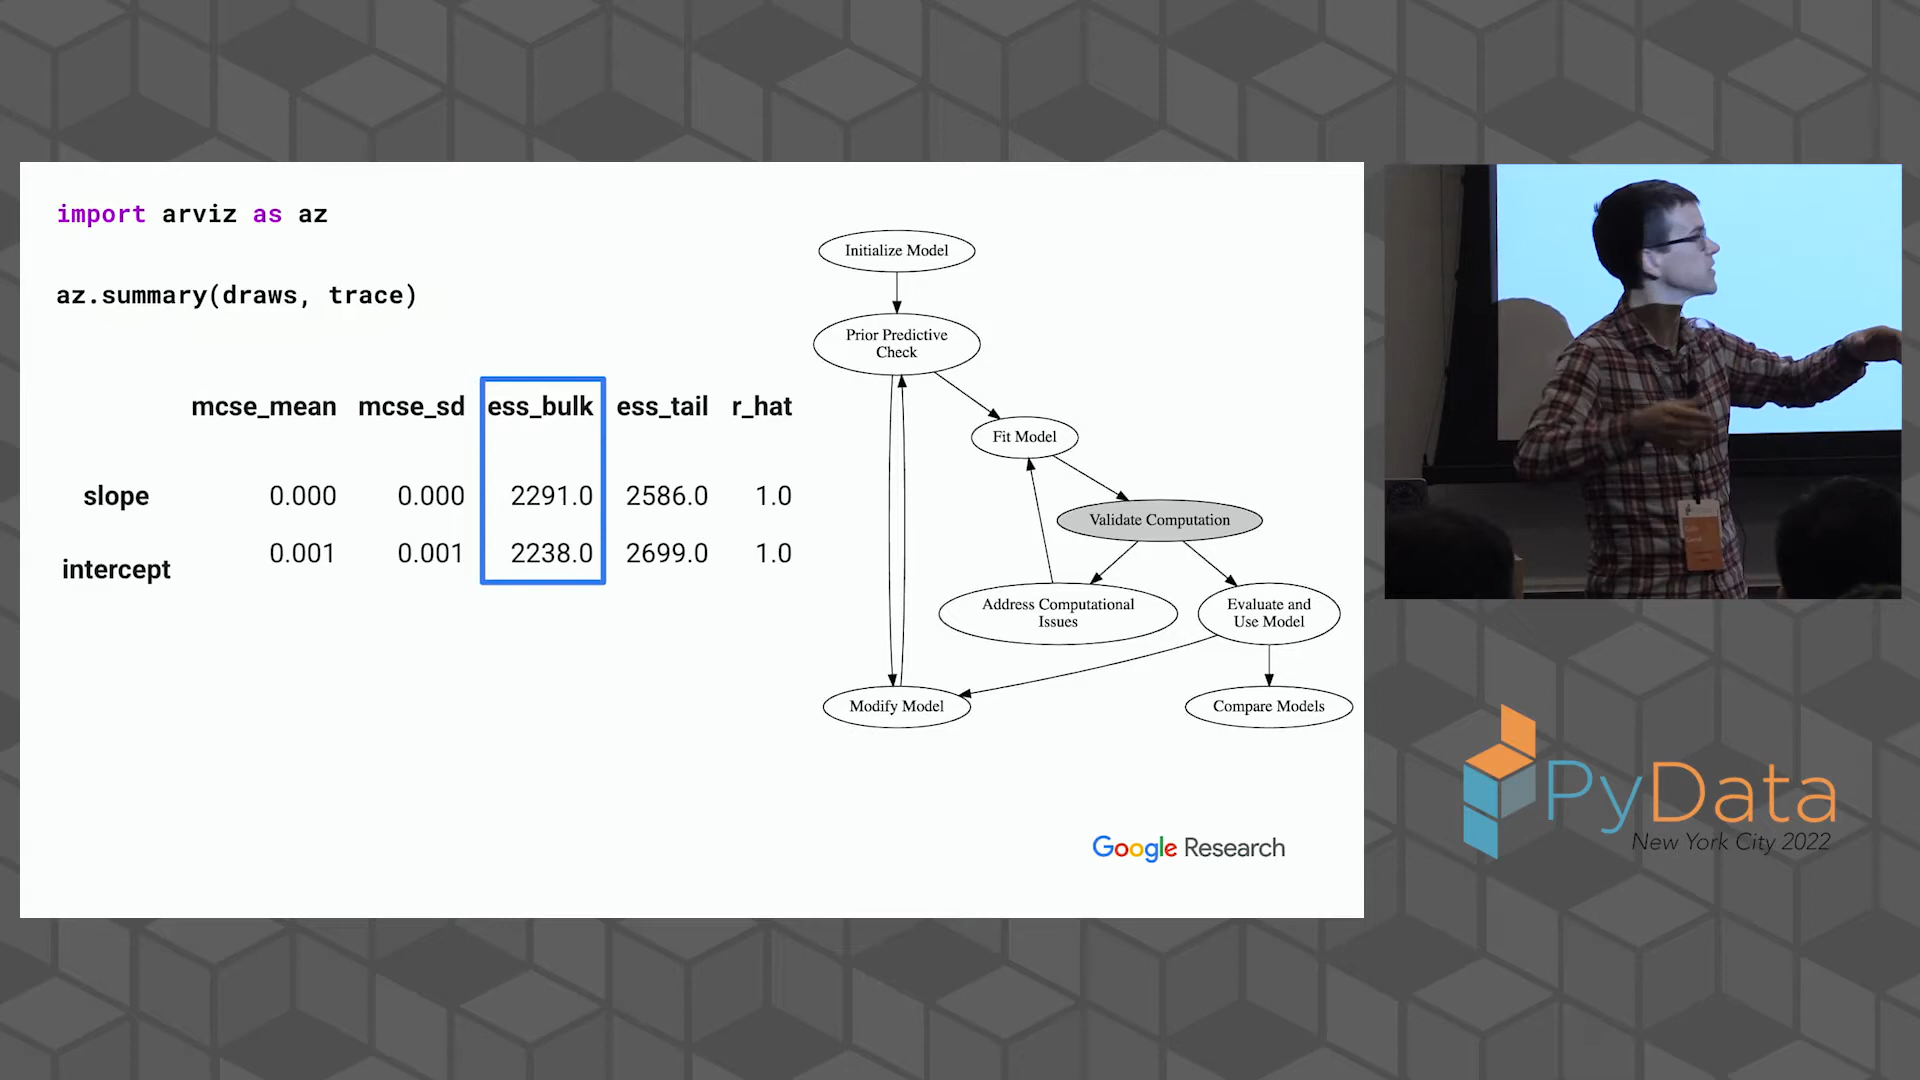 import arviz as az
az.summary(draws, trace)
mcse_mean mcse_sd ess_bulk ess_tail r_hat
slope 0.000 0.000 2291.0 2586.0 1.0
intercept 0.001 0.001 2238.0 2699.0 1.0
Initialize Model
Prior Predictive
Check
Fit Model
Validate Computation
Address Computational
Issues
Evaluate and
Use Model
Modify Model
Compare Models
Google Research
PyData
New York City 2022